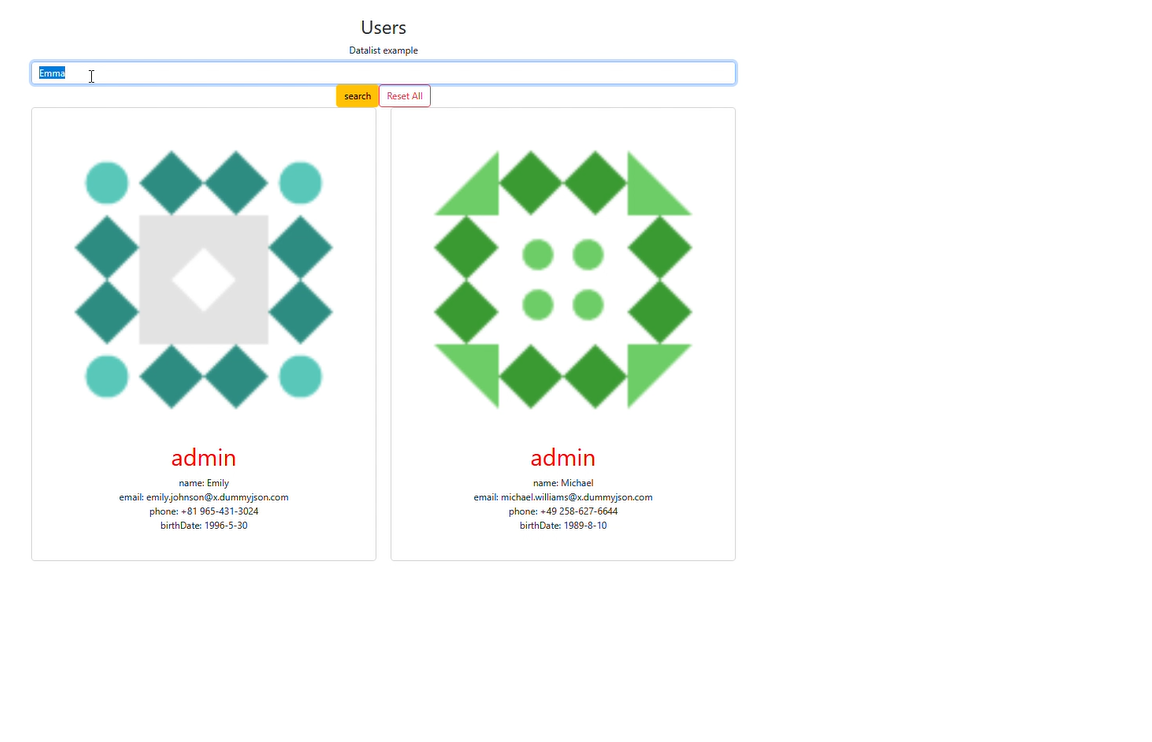 Users
Datalist example
Emma
search Reset All
admin
name: Emily
email: emily.johnson@x.dummyjson.com
phone: +81 965-431-3024
birthDate: 1996-5-30
admin
name: Michael
email: michael.williams@x.dummyjson.com
phone: +49 258-627-6644
birthDate: 1989-8-10